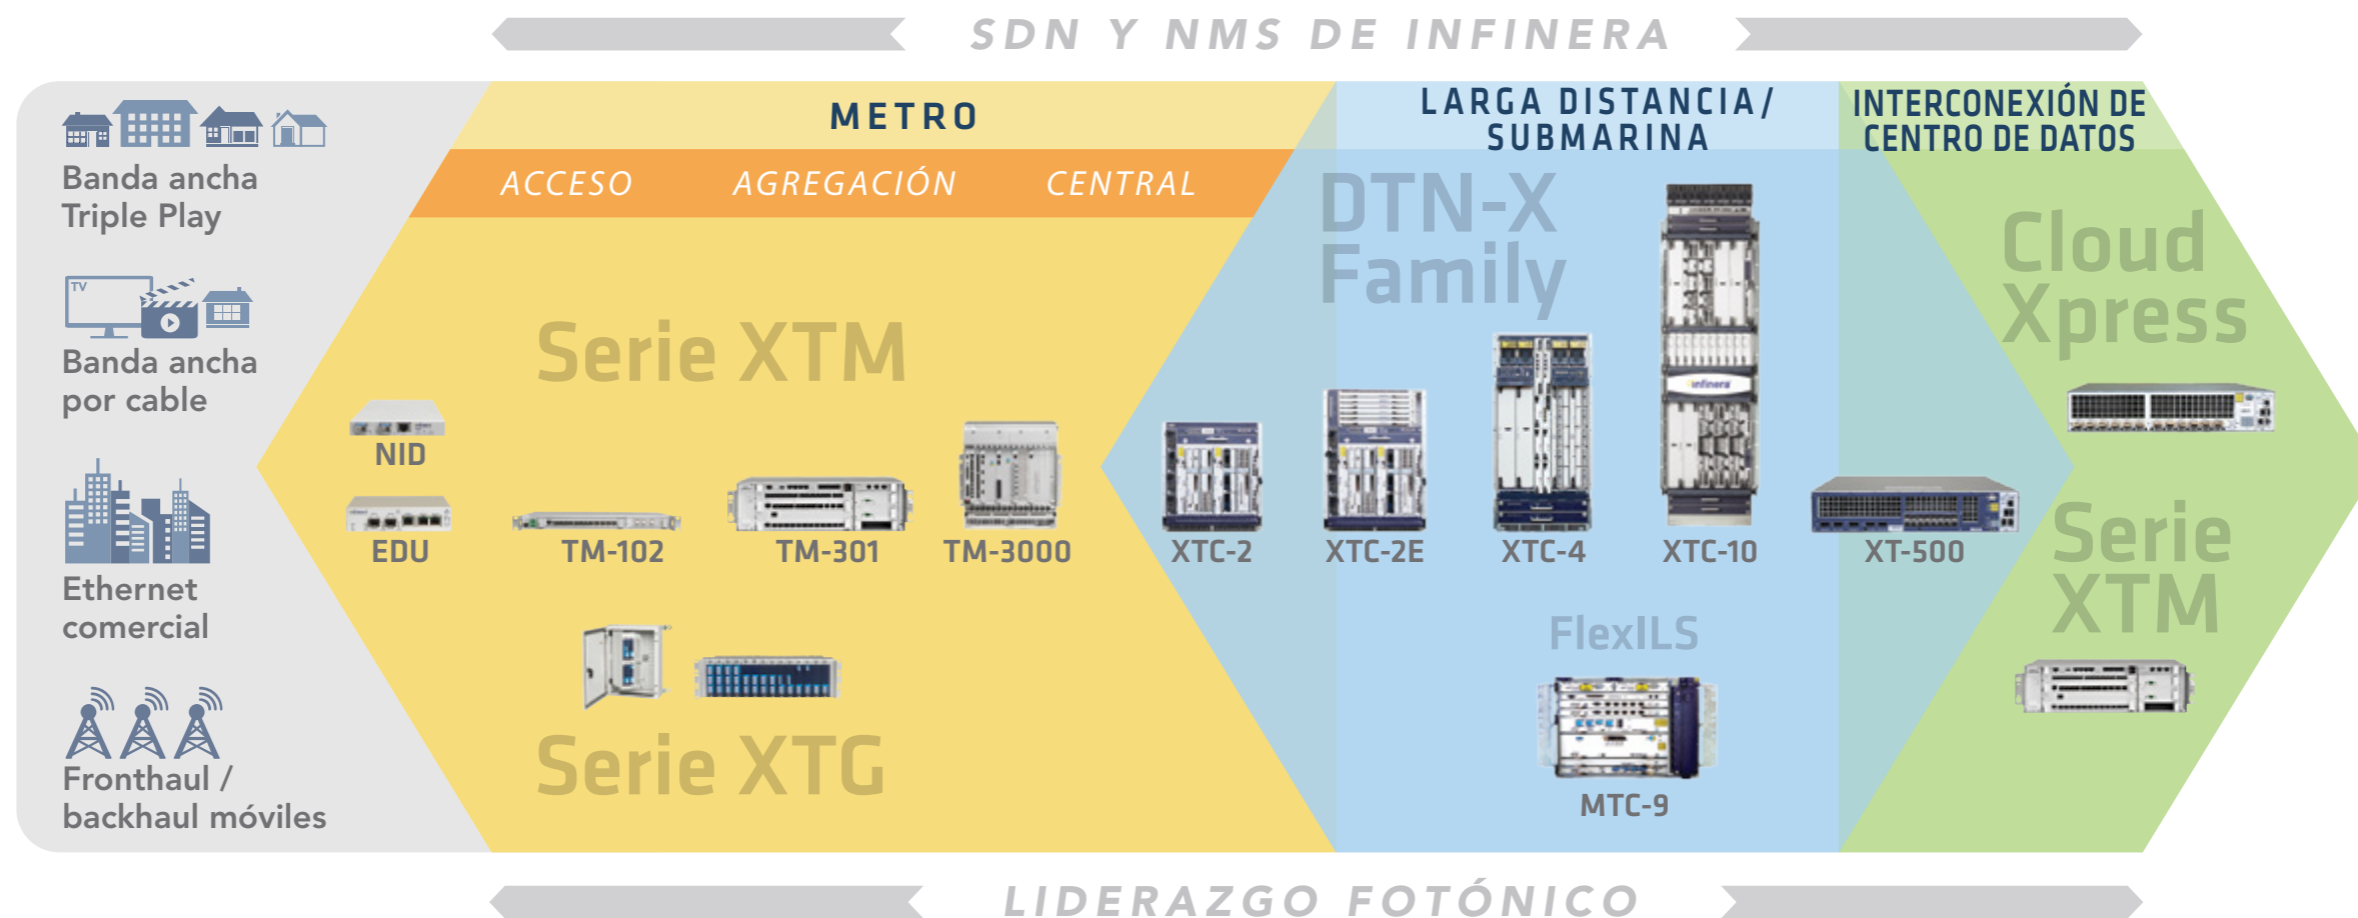 SDN Y NMS DE INFINERA
Banda ancha
Triple Play
TV
Banda ancha
por cable
Ethernet
comercial
Fronthaul /
backhaul móviles
METRO
ACCESO AGREGACIÓN CENTRAL
Serie XTM
NID
EDU
TM-102
TM-301
TM-3000
Serie XTG
LARGA DISTANCIA/
SUBMARINA
DTN-X
Family
infinera
XTC-2
XTC-2E
XTC-4
XTC-10
XT-500
FlexILS
MTC-9
INTERCONEXIÓN DE
CENTRO DE DATOS
Cloud
Xpress
Serie
XTM
LIDERAZGO FOTÓNICO